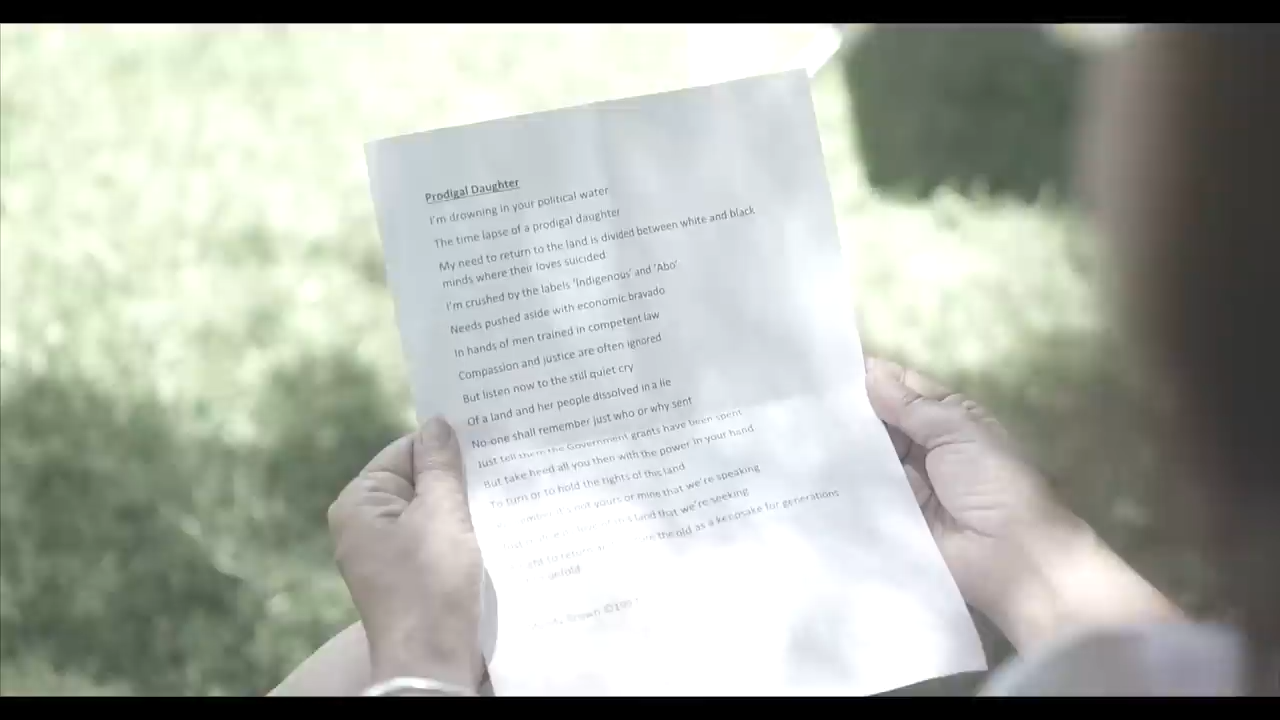 Prodigal Daughter
I'm drowning in your political water
The time lapse of a prodigal daughter
My need to return to the land is divided between white and black
minds where their loves suicided
I'm crushed by the labels 'Indigenous' and 'Abo'
Needs pushed aside with economic bravado
In hands of men trained in competent law
Compassion and justice are often ignored
But listen now to the still quiet cry
Of a land and her people dissolved in a lie
No-one shall remember just who or why sent
Just tell them the Government grants have been spent
But take heed all you then with the power in your hand
To turn or to hold the rights of this land
it's not yours or mine that we're speaking
land that we're seeking
to return the old as a keepsake for generations
unfold
Brown ©199